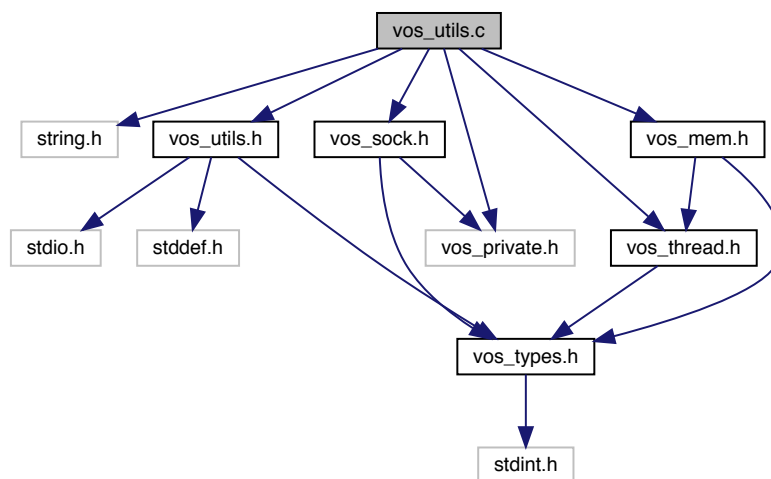 vos_utils.c
string.h
vos_utils.h
vos_sock.h
vos_mem.h
stdio.h
stddef.h
vos_private.h
vos_thread.h
vos_types.h
stdint.h